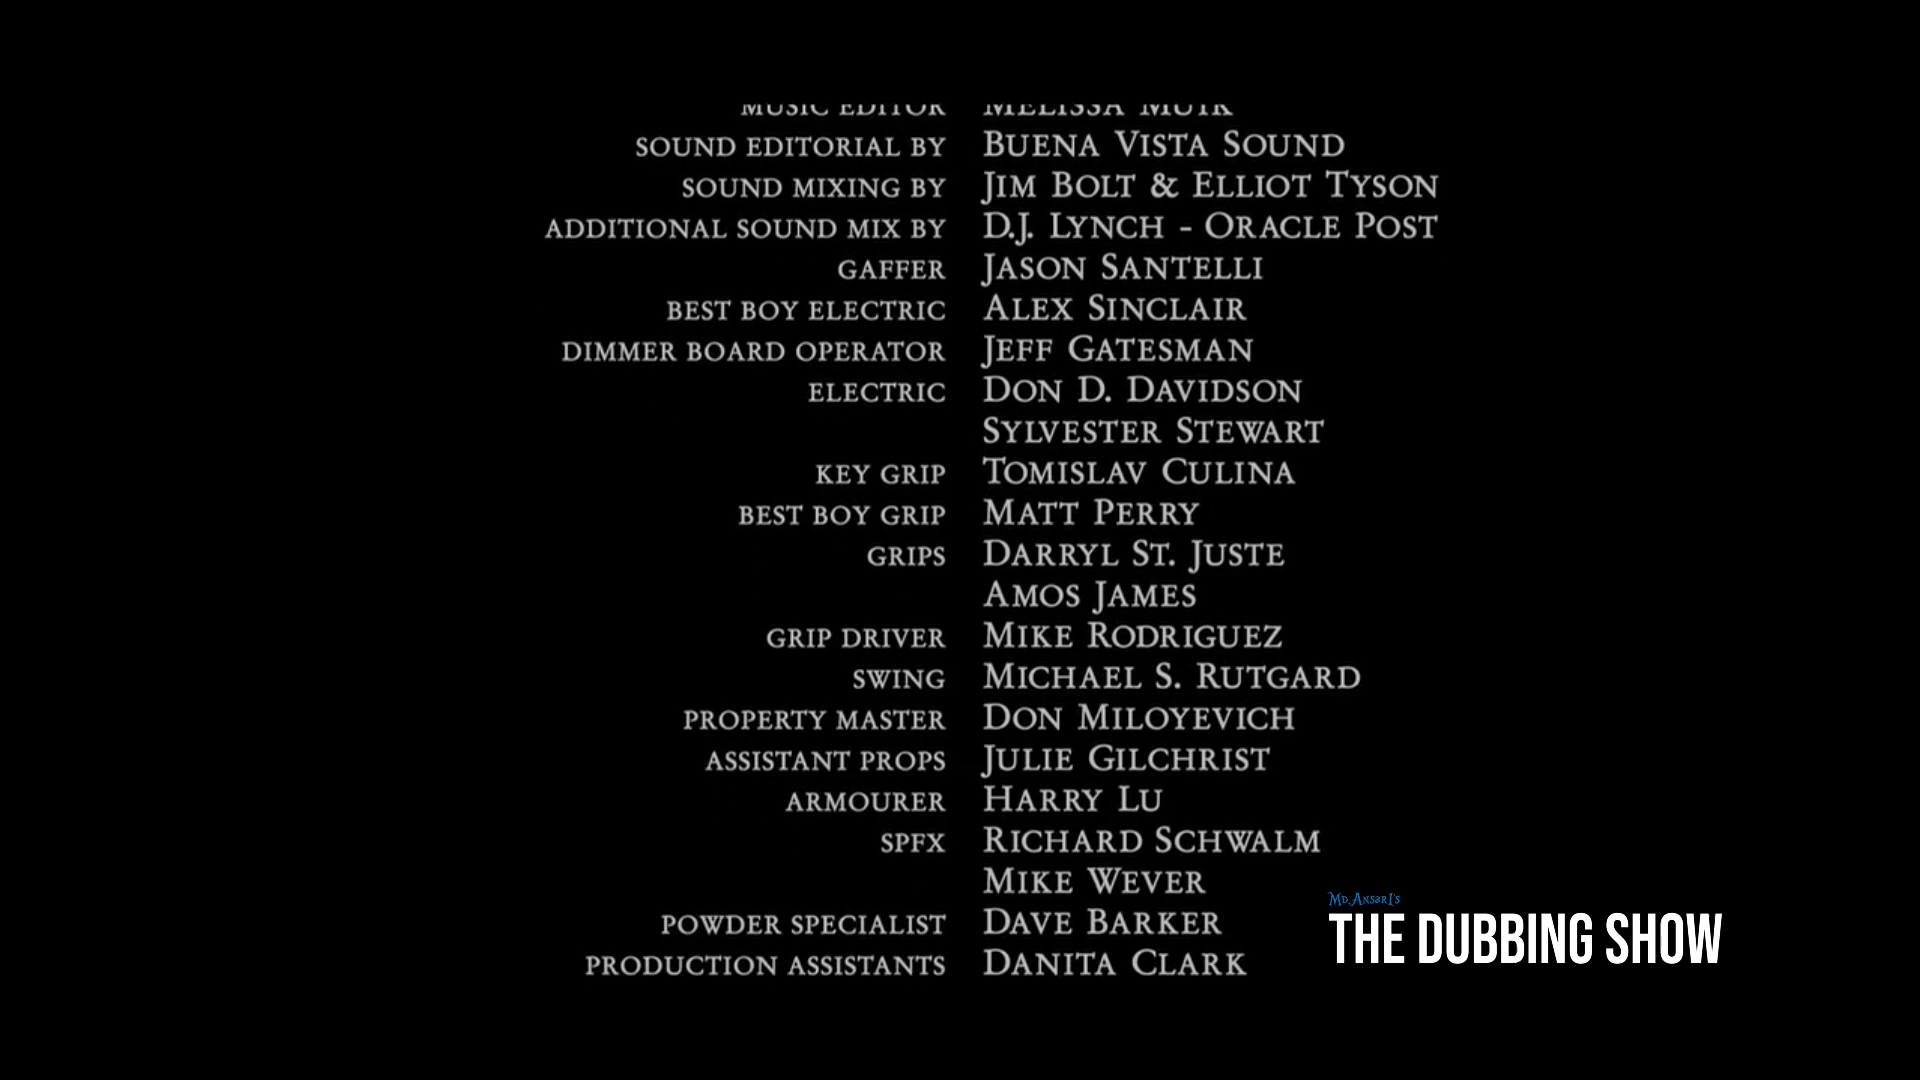 MUSIC EDITOR MELISSA MUIR
SOUND EDITORIAL BY BUENA VISTA SOUND
SOUND MIXING BY JIM BOLT & ELLIOT TYSON
ADDITIONAL SOUND MIX BY D.J. LYNCH - ORACLE POST
GAFFER JASON SANTELLI
BEST BOY ELECTRIC ALEX SINCLAIR
DIMMER BOARD OPERATOR JEFF GATESMAN
ELECTRIC DON D. DAVIDSON
SYLVESTER STEWART
KEY GRIP TOMISLAV CULINA
BEST BOY GRIP MATT PERRY
GRIPS DARRYL ST. JUSTE
AMOS JAMES
GRIP DRIVER MIKE RODRIGUEZ
SWING MICHAEL S. RUTGARD
PROPERTY MASTER DON MILOYEVICH
ASSISTANT PROPS JULIE GILCHRIST
ARMOURER HARRY LU
SPFX RICHARD SCHWALM
MIKE WEVER
POWDER SPECIALIST DAVE BARKER
PRODUCTION ASSISTANTS DANITA CLARK
MD.ANSARI'S
THE DUBBING SHOW